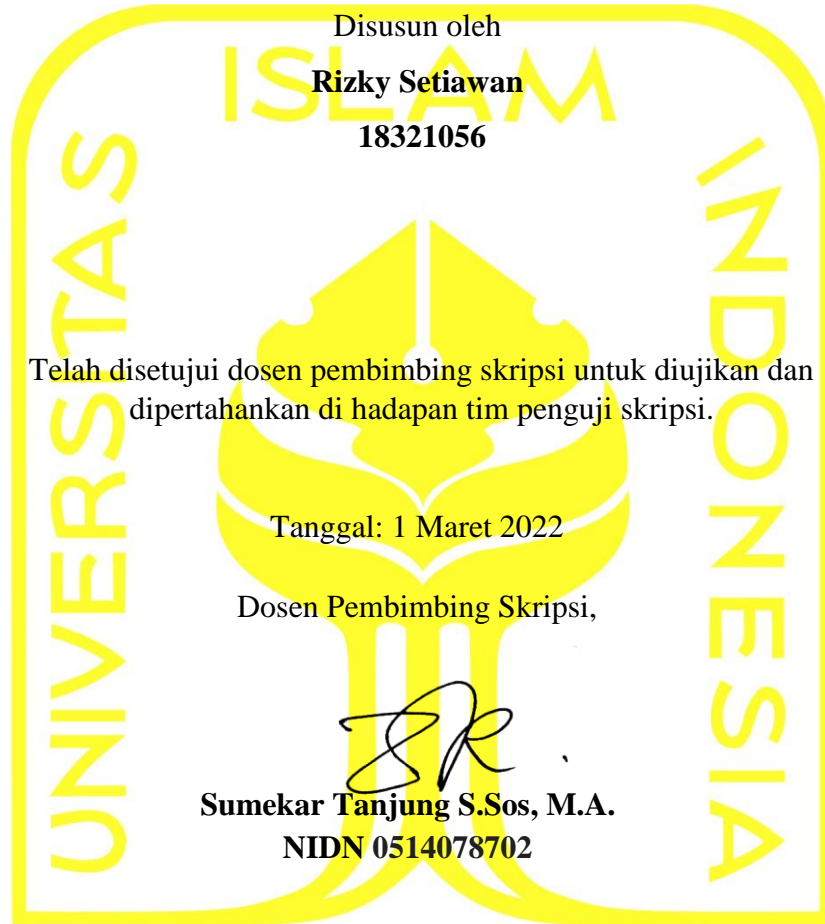 Disusun oleh
ISLAM
Rizky Setiawan
18321056
UNIVERSITAS
INDONESIA
Telah disetujui dosen pembimbing skripsi untuk diujikan dan
dipertahankan di hadapan tim penguji skripsi.
Tanggal: 1 Maret 2022
Dosen Pembimbing Skripsi,
Sumekar Tanjung S.Sos, M.A.
NIDN 0514078702